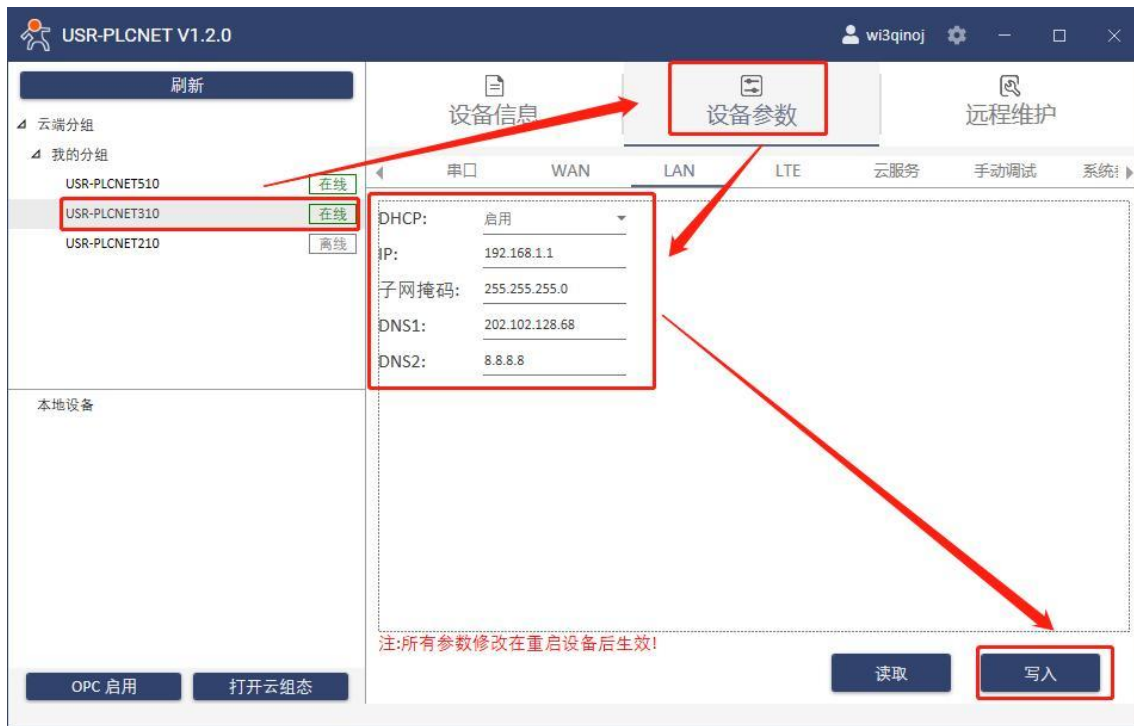 USR-PLCNET V1.2.0
wi3qinoj
刷新
云端分组
我的分组
USR-PLCNET510 在线
USR-PLCNET310 在线
USR-PLCNET210 离线
本地设备
OPC 启用
打开云组态
设备信息
设备参数
远程维护
串口 WAN LAN LTE 云服务 手动调试 系统
DHCP: 启用
IP: 192.168.1.1
子网掩码: 255.255.255.0
DNS1: 202.102.128.68
DNS2: 8.8.8.8
注:所有参数修改在重启设备后生效!
读取
写入